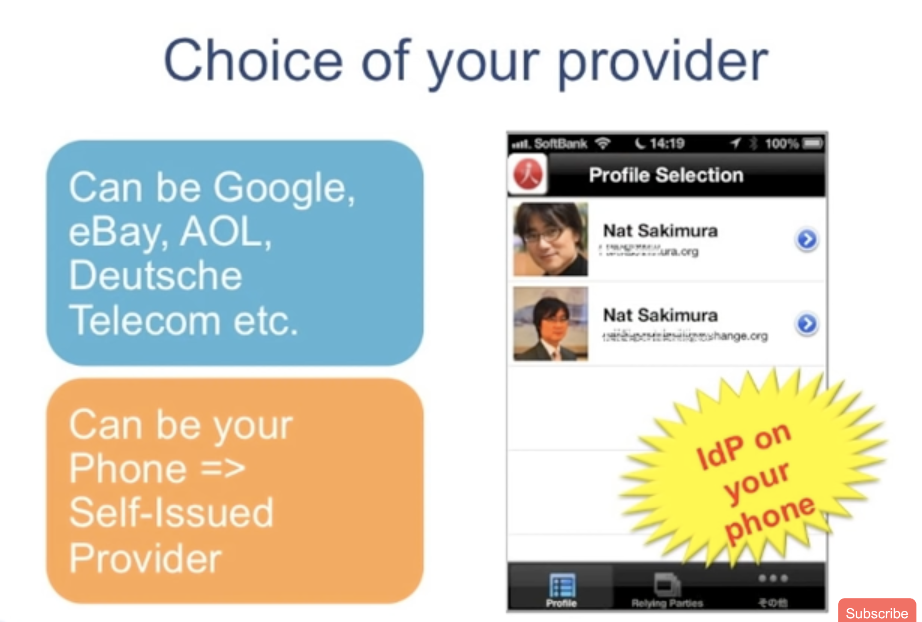 Choice of your provider
Can be Google,
eBay, AOL,
Deutsche
Telecom etc.
Can be your
Phone =>
Self-Issued
Provider
SoftBank 14:19 100%
人
Profile Selection
Nat Sakimura
ura.org
Nat Sakimura
hange.org
IdP on
your
phone
Profile Relying Parties その他
Subscribe